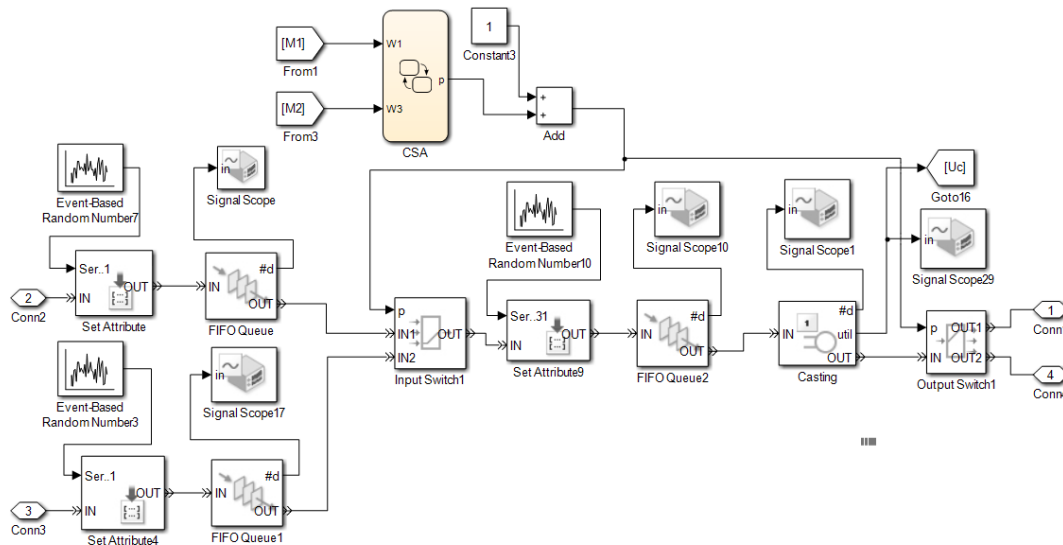 [M1]
From1
[M2]
From3
W1
W3
p
CSA
1
Constant3
+
+
Add
in
Signal Scope
Event-Based
Random Number7
Event-Based
Random Number10
in
Signal Scope10
in
Signal Scope1
[Uc]
Goto16
in
Signal Scope29
2
Conn2
Ser..1
IN
OUT
Set Attribute
IN
#d
OUT
FIFO Queue
p
IN1
IN2
OUT
Input Switch1
Ser..31
IN
OUT
Set Attribute9
IN
#d
OUT
FIFO Queue2
IN
1
#d
util
OUT
Casting
p
IN
OUT1
OUT2
Output Switch1
1
4
Event-Based
Random Number3
in
Signal Scope17
3
Conn3
Ser..1
IN
OUT
Set Attribute4
IN
#d
OUT
FIFO Queue1